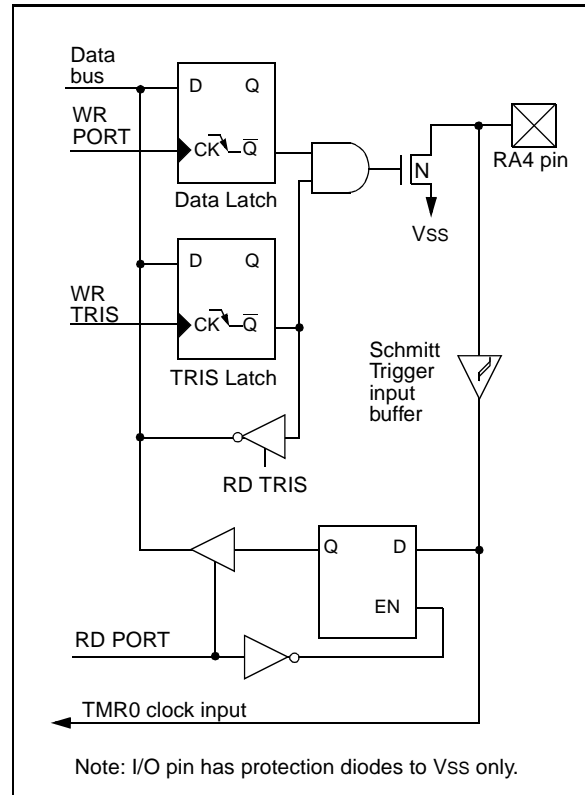 Data
bus
D Q
WR
PORT
CK Q
N
RA4 pin
Data Latch
VSS
D Q
WR
TRIS
CK Q
Schmitt
Trigger
input
buffer
TRIS Latch
RD TRIS
Q D
EN
RD PORT
TMR0 clock input
Note: I/O pin has protection diodes to VSS only.